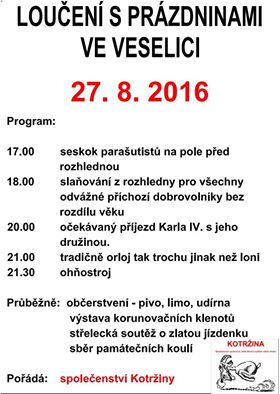 LOUČENÍ S PRÁZDNINAMI
VE VESELICI
27. 8. 2016
Program:
17.00 seskok parašutistů na pole před
rozhlednou
18.00 slaňování z rozhledny pro všechny
odvážné příchozí dobrovolníky bez
rozdílu věku
20.00 očekávaný příjezd Karla IV. s jeho
družinou.
21.00 tradičně orloj tak trochu jinak než loni
21.30 ohňostroj
Průběžně: občerstvení - pivo, limo, udírna
výstava korunovačních klenotů
střelecká soutěž o zlatou jízdenku
sběr památečních koulí
Pořádá: společenství Kotržiny
KOTRŽINA